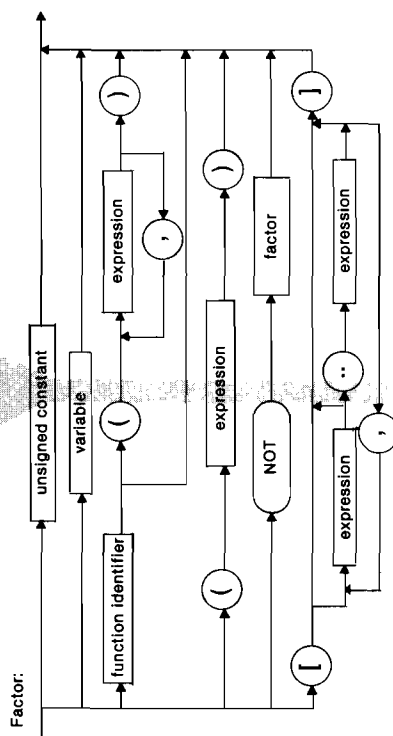 Factor:
unsigned constant
variable
function identifier ( expression , )
( expression )
NOT factor
[ expression .. expression , ]